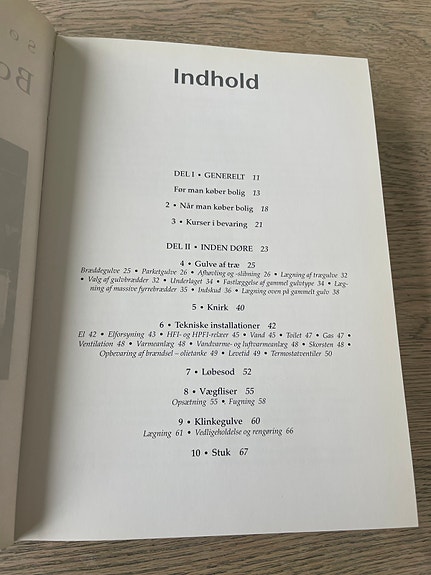 Indhold
DEL I • GENERELT 11
Før man køber bolig 13
2 • Når man køber bolig 18
3 • Kurser i bevaring 21
DEL II • INDEN DØRE 23
4 • Gulve af træ 25
Bræddegulve 25 • Parketgulve 26 • Afhøvling og -slibning 26 • Lægning af trægulve 32
• Valg af gulvbrædder 32 • Underlaget 34 • Fastlæggelse af gammel gulvtype 34 • Læg-
ning af massive fyrrebrædder 35 • Indskud 36 • Lægning oven på gammelt gulv 38
5 • Knirk 40
6 • Tekniske installationer 42
El 42 • Elforsyning 43 • HFI- og HPFI-relæer 45 • Vand 45 • Toilet 47 • Gas 47 •
Ventilation 48 • Varmeanlæg 48 • Vandvarme- og luftvarmeanlæg 48 • Skorsten 48 •
• Opbevaring af brændsel – olietanke 49 • Levetid 49 • Termostatventiler 50
7 • Løbesod 52
8 • Vægfliser 55
Opsætning 55 • Fugning 58
9 • Klinkegulve 60
Lægning 61 • Vedligeholdelse og rengøring 66
10 • Stuk 67